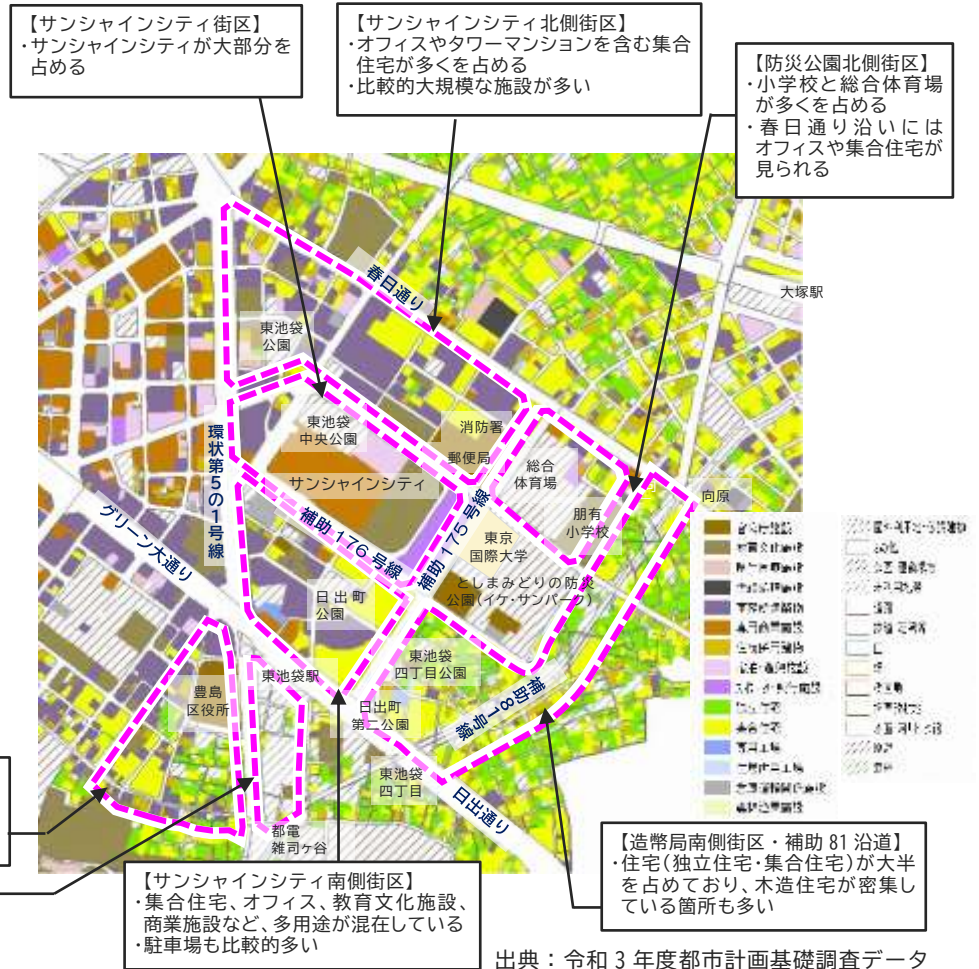 【サンシャインシティ街区】
・サンシャインシティが大部分を
占める
【サンシャインシティ北側街区】
・オフィスやタワーマンションを含む集合
住宅が多くを占める
・比較的大規模な施設が多い
【防災公園北側街区】
・小学校と総合体育場
が多くを占める
・春日通り沿いには
オフィスや集合住宅が
見られる
春日通り
大塚駅
東池袋
公園
東池袋
中央公園
消防署
郵便局
総合
体育場
環状第5の1号線
サンシャインシティ
補助175号線
朋有
小学校
向原
グリーン大通り
補助176号線
東京
国際大学
日出町
公園
としまみどりの防災
公園(イケ・サンパーク)
東池袋
四丁目公園
補助81号線
東池袋駅
豊島
区役所
日出町
第二公園
東池袋
四丁目
日出通り
都電
雑司ヶ谷
【造幣局南側街区・補助81沿道】
・住宅(独立住宅・集合住宅)が大半
を占めており、木造住宅が密集し
ている箇所も多い
【サンシャインシティ南側街区】
・集合住宅、オフィス、教育文化施設、
商業施設など、多用途が混在している
・駐車場も比較的多い
出典：令和3年度都市計画基礎調査データ